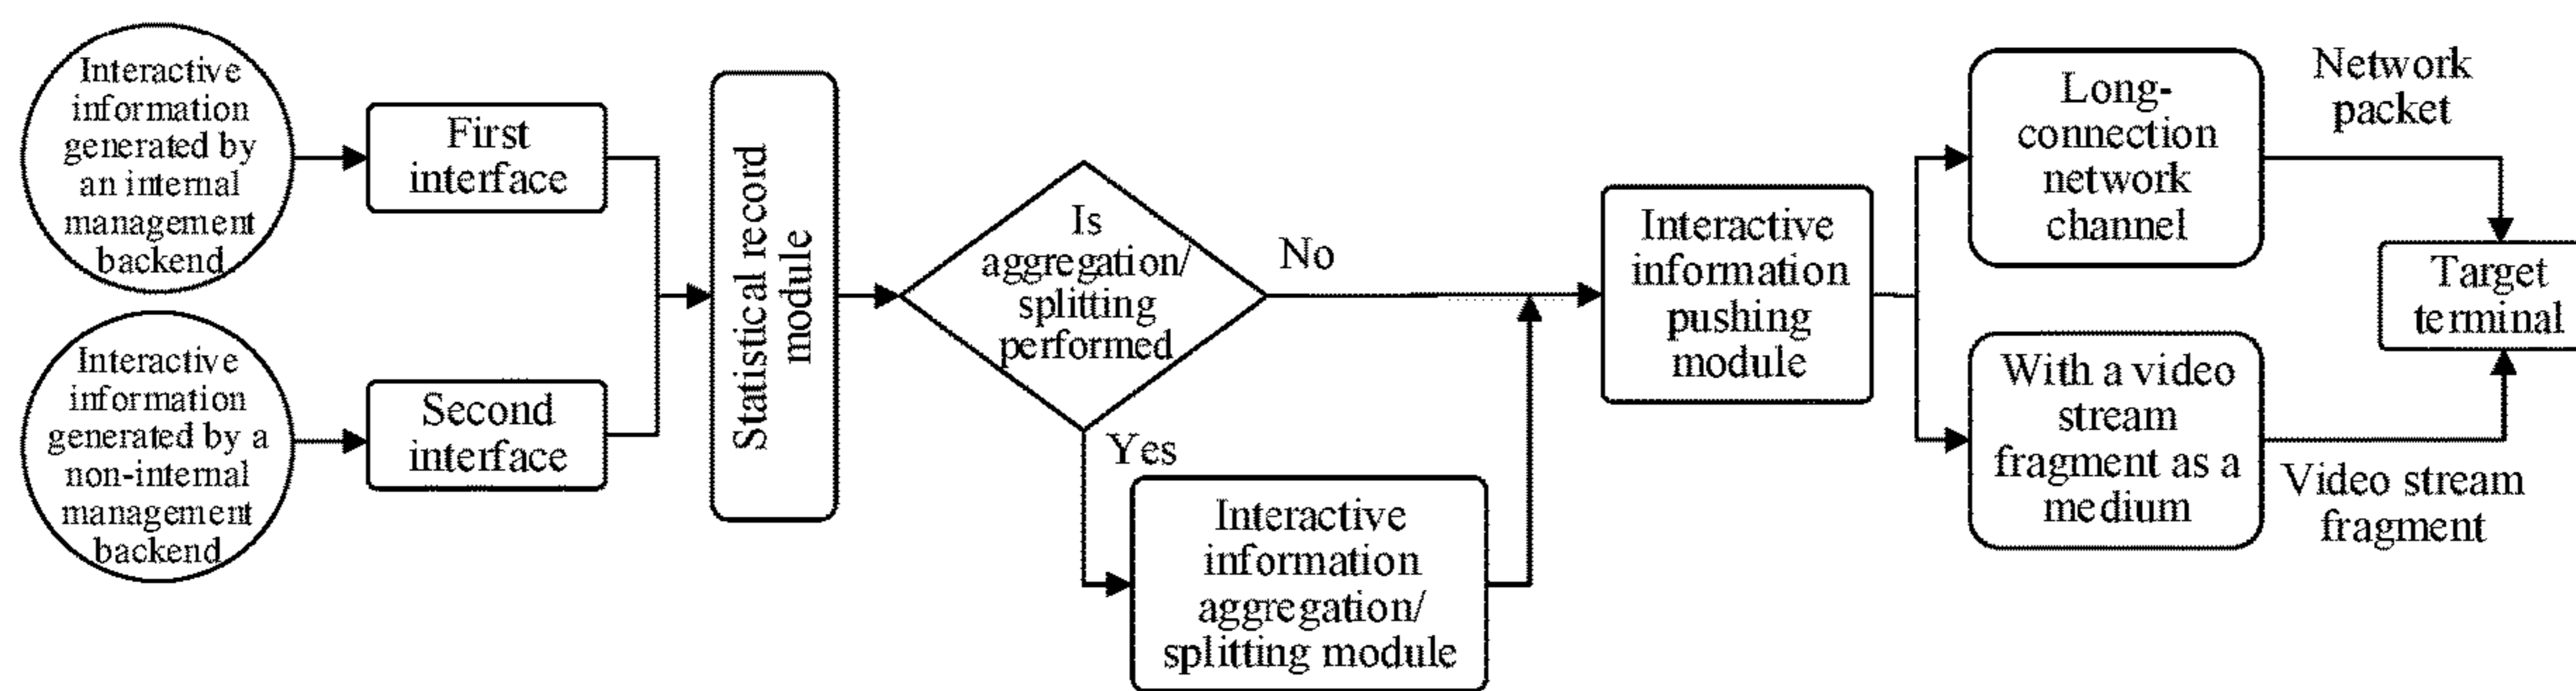 Interactive
information
generated by
an internal
management
backend
First
interface
Interactive
information
generated by a
non-internal
management
backend
Second
interface
Statistical record
module
Is
aggregation/
splitting
performed
No
Yes
Interactive
information
aggregation/
splitting module
Interactive
information
pushing
module
Long-
connection
network
channel
Network
packet
With a video
stream
fragment as a
medium
Video stream
fragment
Target
terminal